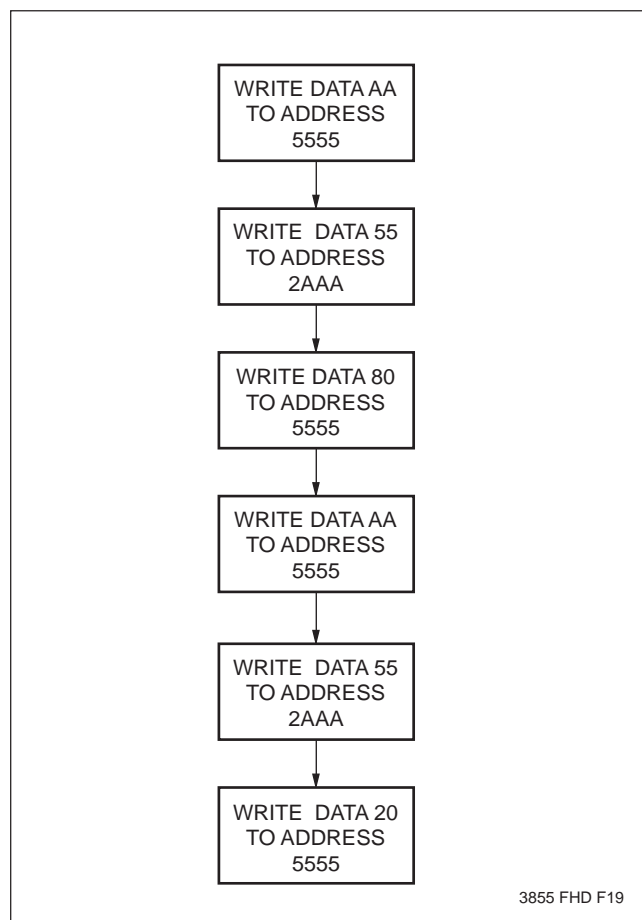 WRITE DATA AA
TO ADDRESS
5555
WRITE DATA 55
TO ADDRESS
2AAA
WRITE DATA 80
TO ADDRESS
5555
WRITE DATA AA
TO ADDRESS
5555
WRITE DATA 55
TO ADDRESS
2AAA
WRITE DATA 20
TO ADDRESS
5555
3855 FHD F19